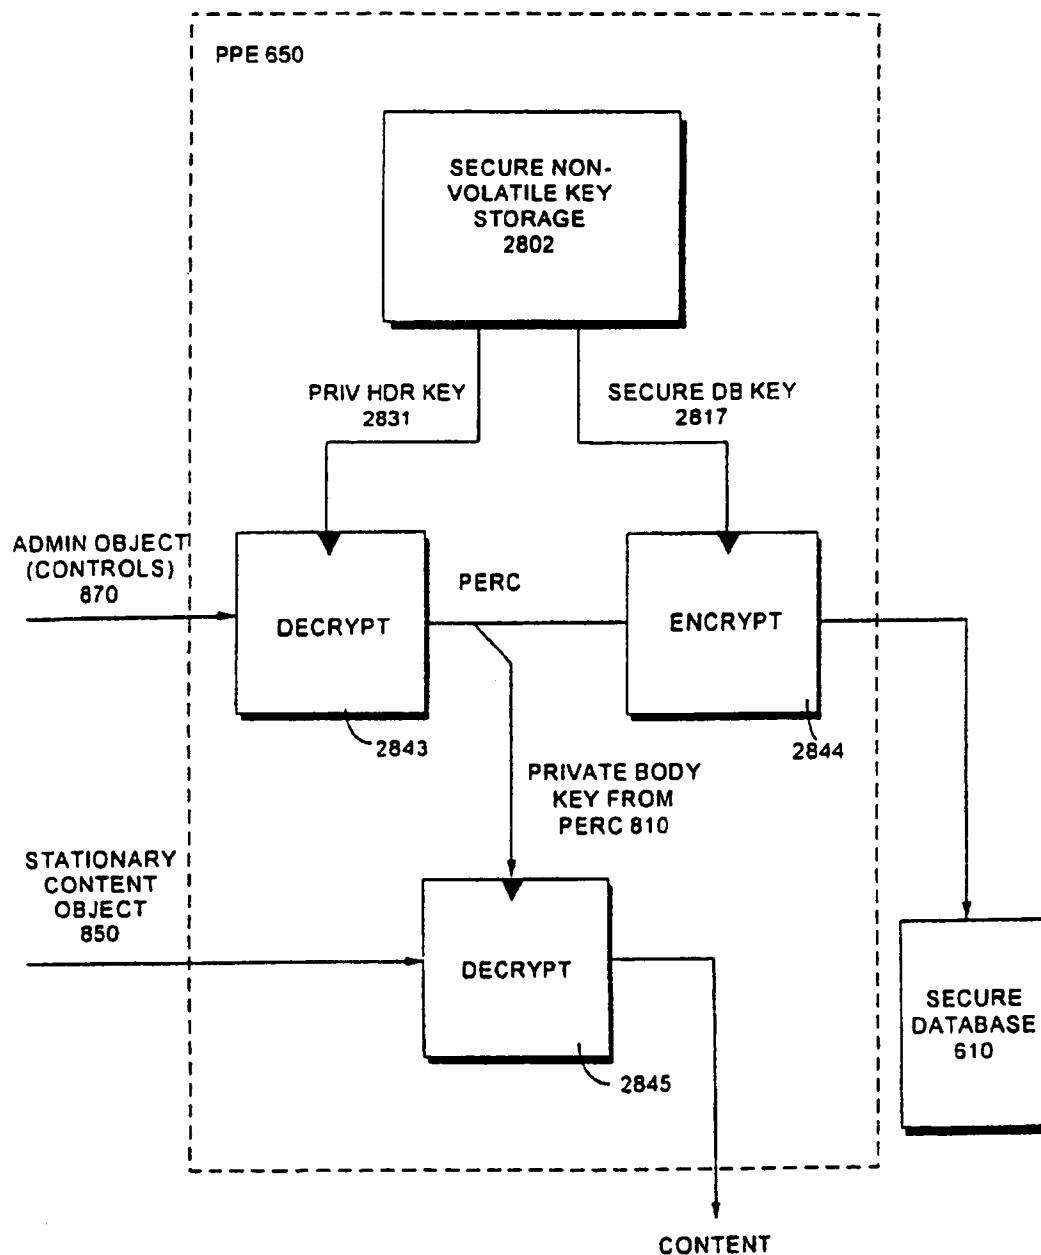 PPE 650
SECURE NON-
VOLATILE KEY
STORAGE
2802
PRIV HDR KEY
2831
SECURE DB KEY
2817
ADMIN OBJECT
(CONTROLS)
870
DECRYPT
PERC
ENCRYPT
2843
2844
PRIVATE BODY
KEY FROM
PERC 810
STATIONARY
CONTENT
OBJECT
850
DECRYPT
2845
SECURE
DATABASE
610
CONTENT